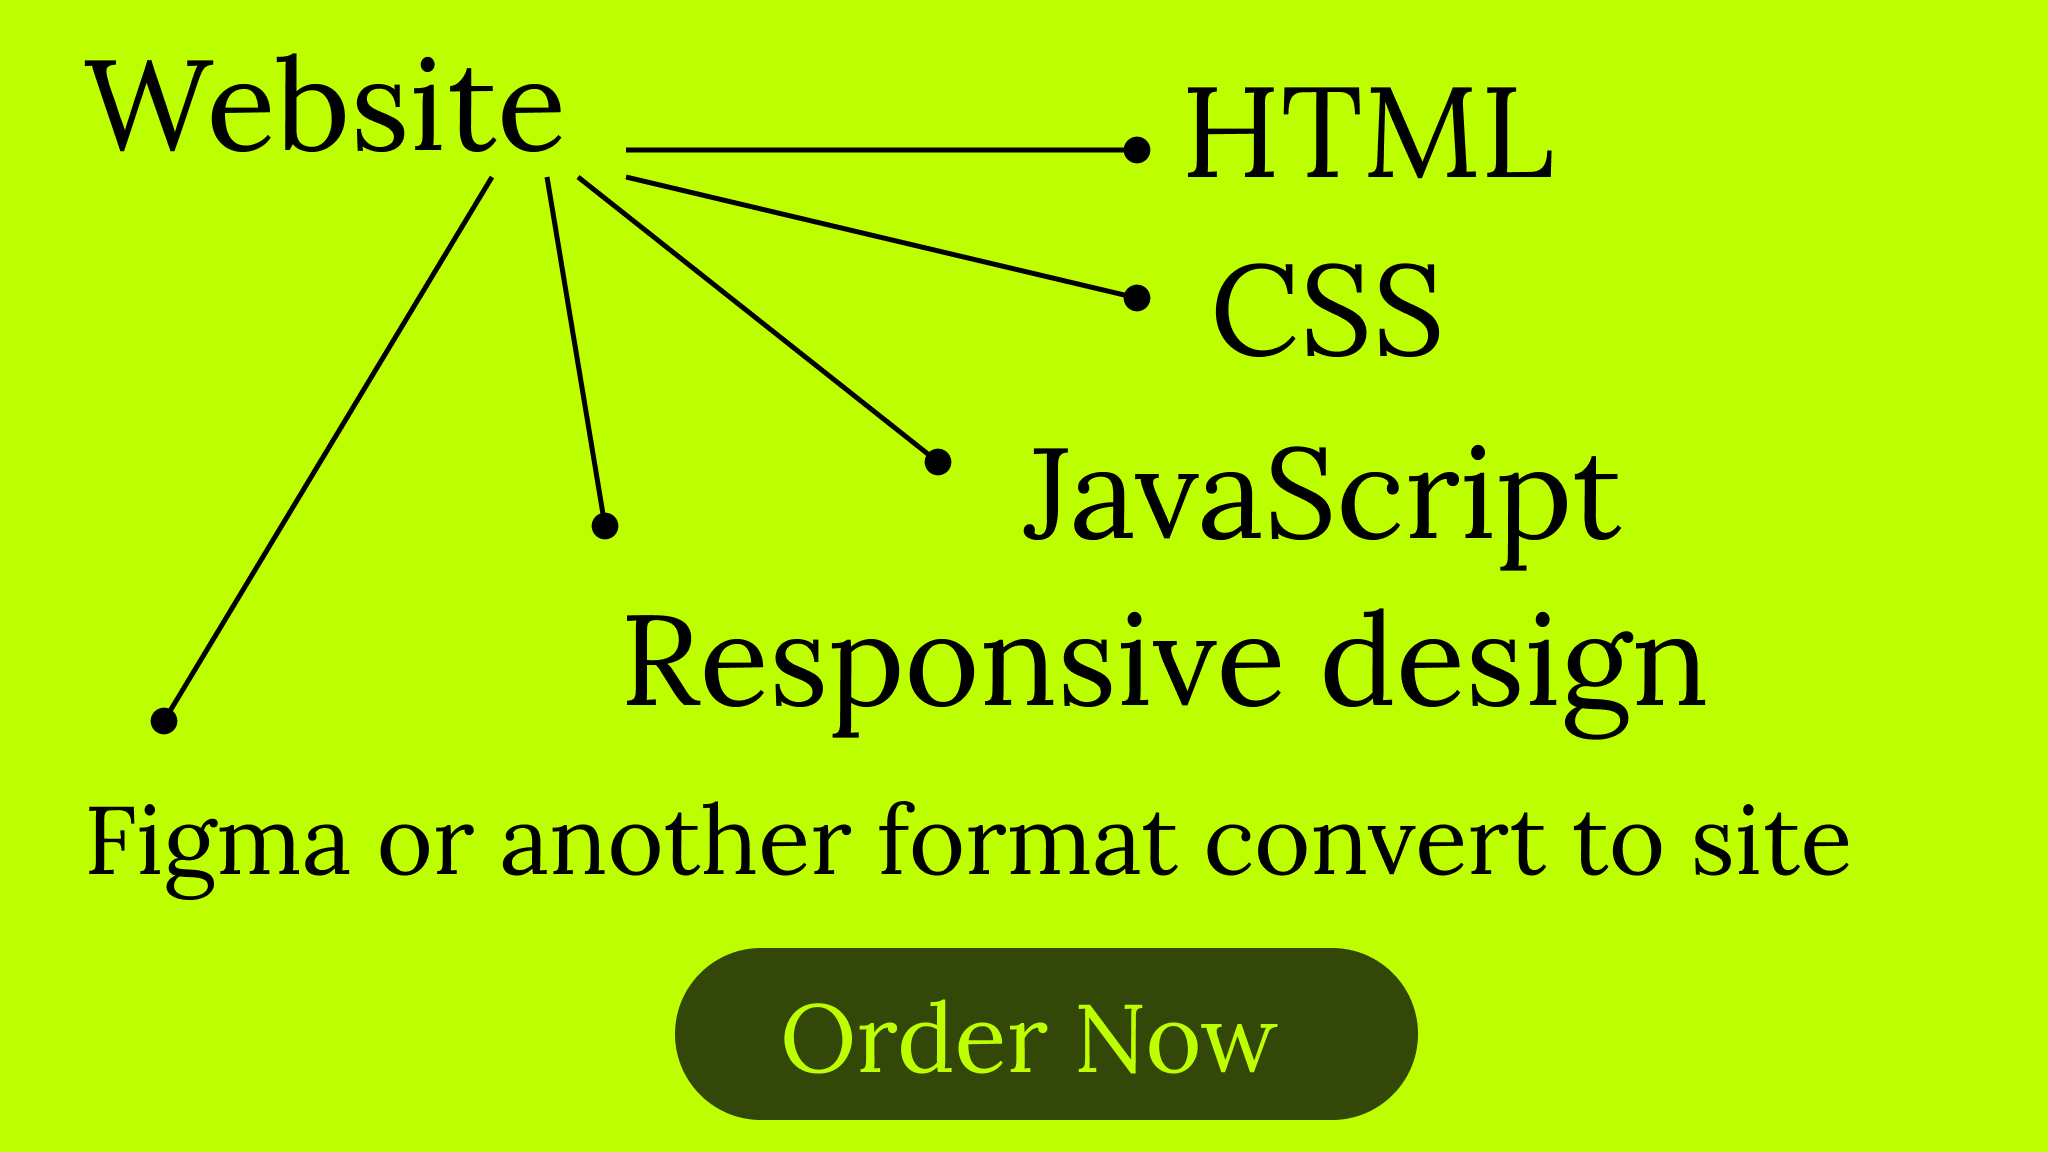 Website
HTML
CSS
JavaScript
Responsive design
Figma or another format convert to site
Order Now